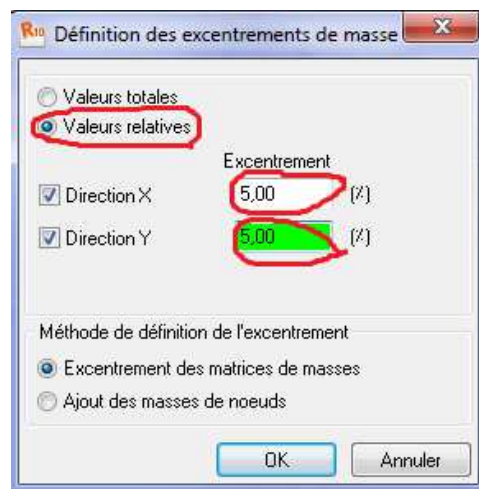 R10 Définition des excentrements de masse
Valeurs totales
Valeurs relatives
Excentrement
Direction X 5,00 (%)
Direction Y 5,00 (%)
Méthode de définition de l'excentrement
Excentrement des matrices de masses
Ajout des masses de noeuds
OK Annuler